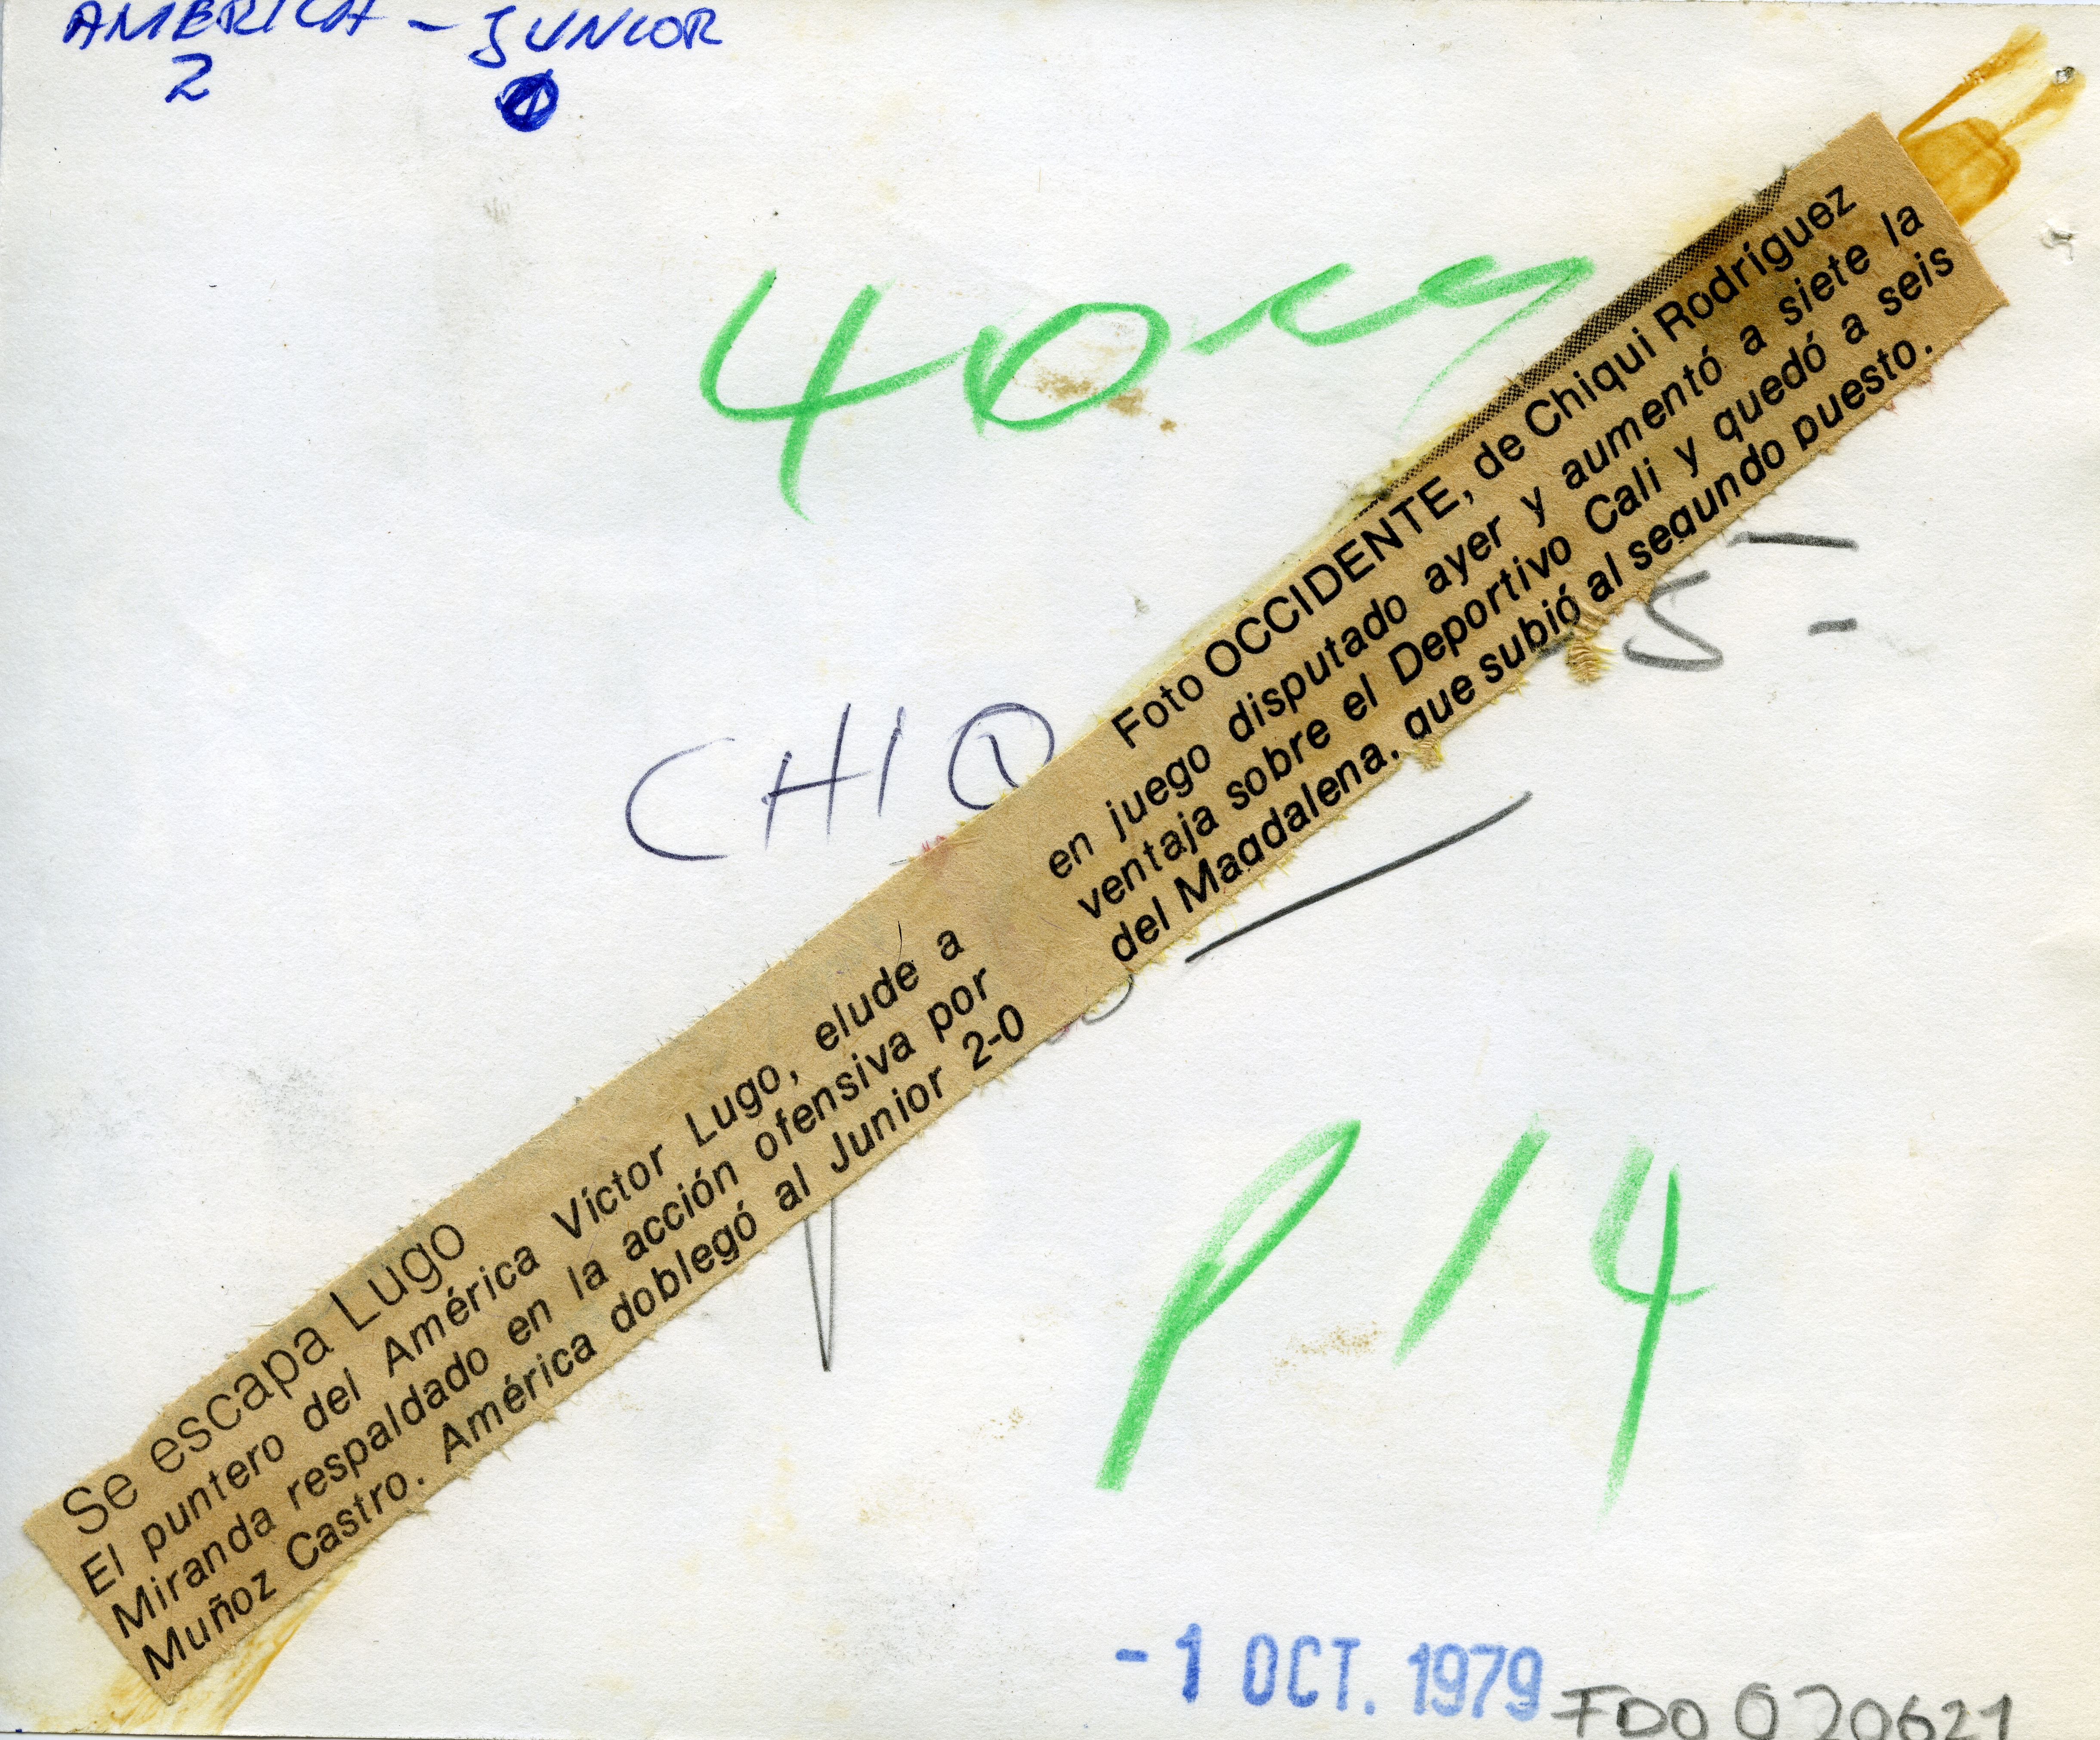 AMERICA - JUNIOR
2
CHIQ
5 -
P 14
Se escapa Lugo
Foto OCCIDENTE, de Chiqui Rodríguez
El puntero del América Víctor Lugo, elude a
Miranda respaldado en la acción ofensiva por
Muñoz Castro. América doblegó al Junior 2-0
en juego disputado ayer y aumentó a siete la
ventaja sobre el Deportivo Cali y quedó a seis
del Magdalena. que subió al segundo puesto.
- 1 OCT. 1979
FDO 020621